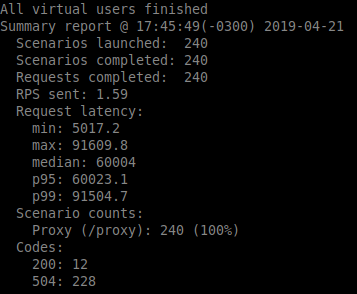 All virtual users finished
Summary report @ 17:45:49(-0300) 2019-04-21
Scenarios launched: 240
Scenarios completed: 240
Requests completed: 240
RPS sent: 1.59
Request latency:
min: 5017.2
max: 91609.8
median: 60004
p95: 60023.1
p99: 91504.7
Scenario counts:
Proxy (/proxy): 240 (100%)
Codes:
200: 12
504: 228